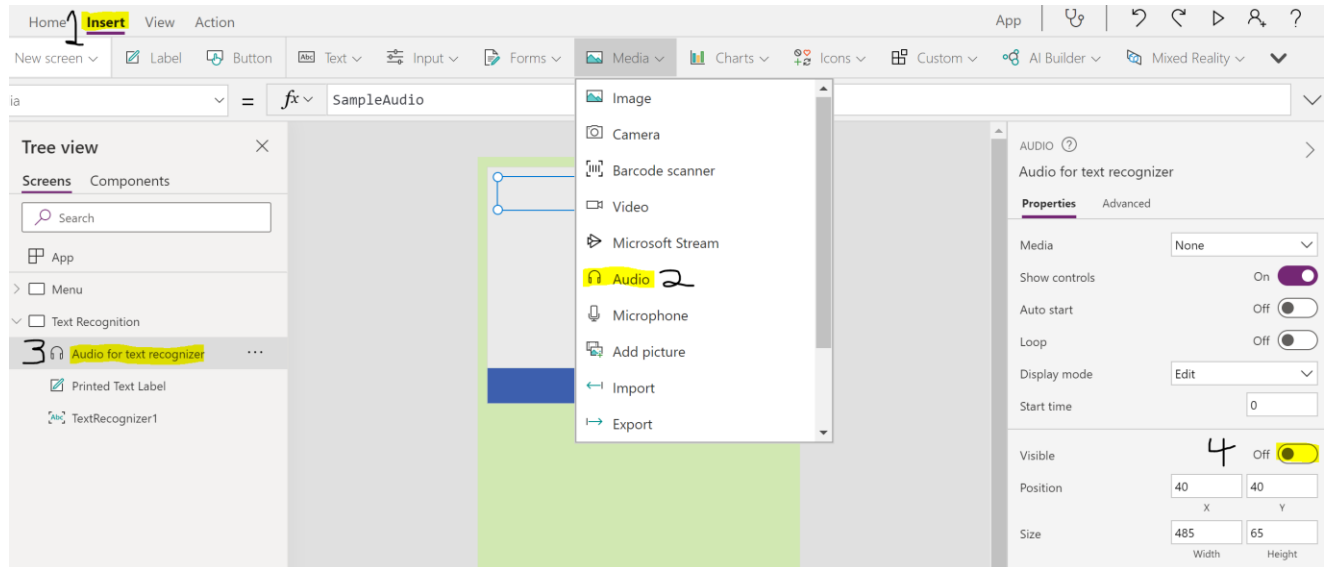 Home 1 Insert View Action App ?
New screen Label Button Abc Text Input Forms Media Charts Icons Custom AI Builder Mixed Reality
ia = fx SampleAudio
Tree view
Screens Components
Search
App
Menu
Text Recognition
3 Audio for text recognizer ...
Printed Text Label
Abc TextRecognizer1
Image
Camera
Barcode scanner
Video
Microsoft Stream
Audio 2
Microphone
Add picture
Import
Export
AUDIO ?
Audio for text recognizer
Properties Advanced
Media None
Show controls On
Auto start Off
Loop Off
Display mode Edit
Start time 0
Visible 4 Off
Position 40 40
X Y
Size 485 65
Width Height